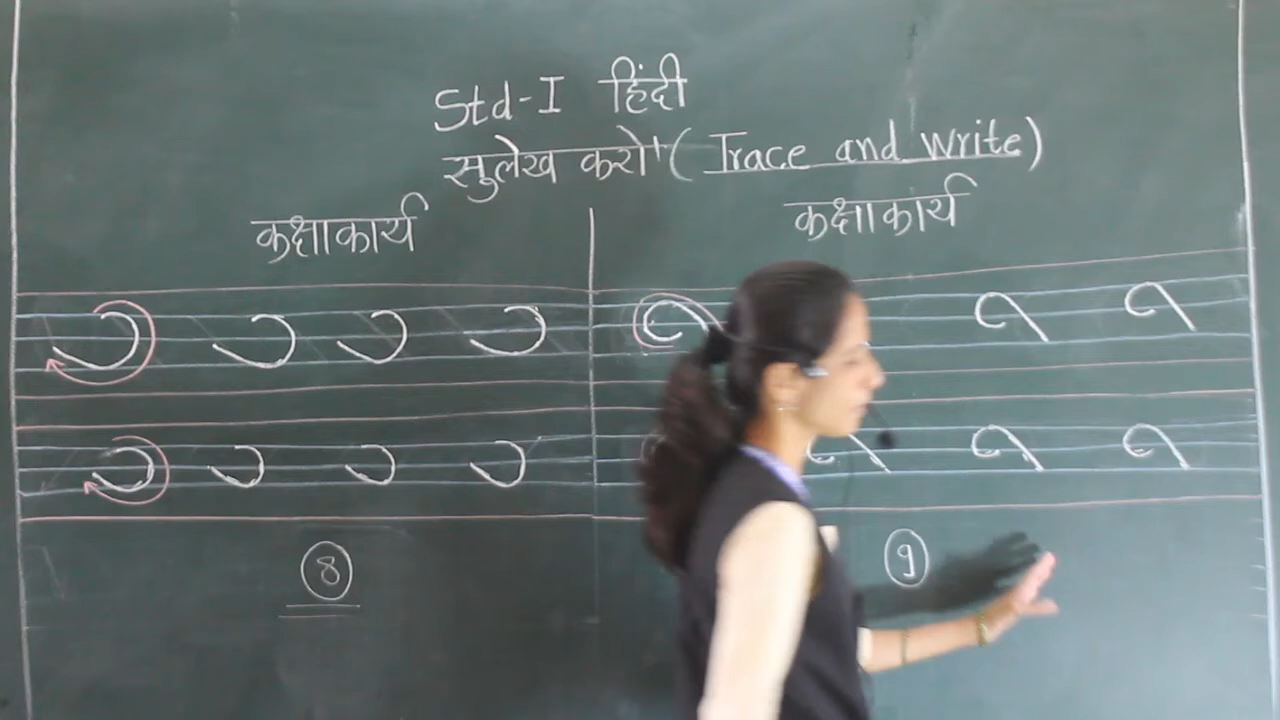 Std-I हिंदी
सुलेख करो (Trace and write)
कक्षाकार्य
कक्षाकार्य
8
9